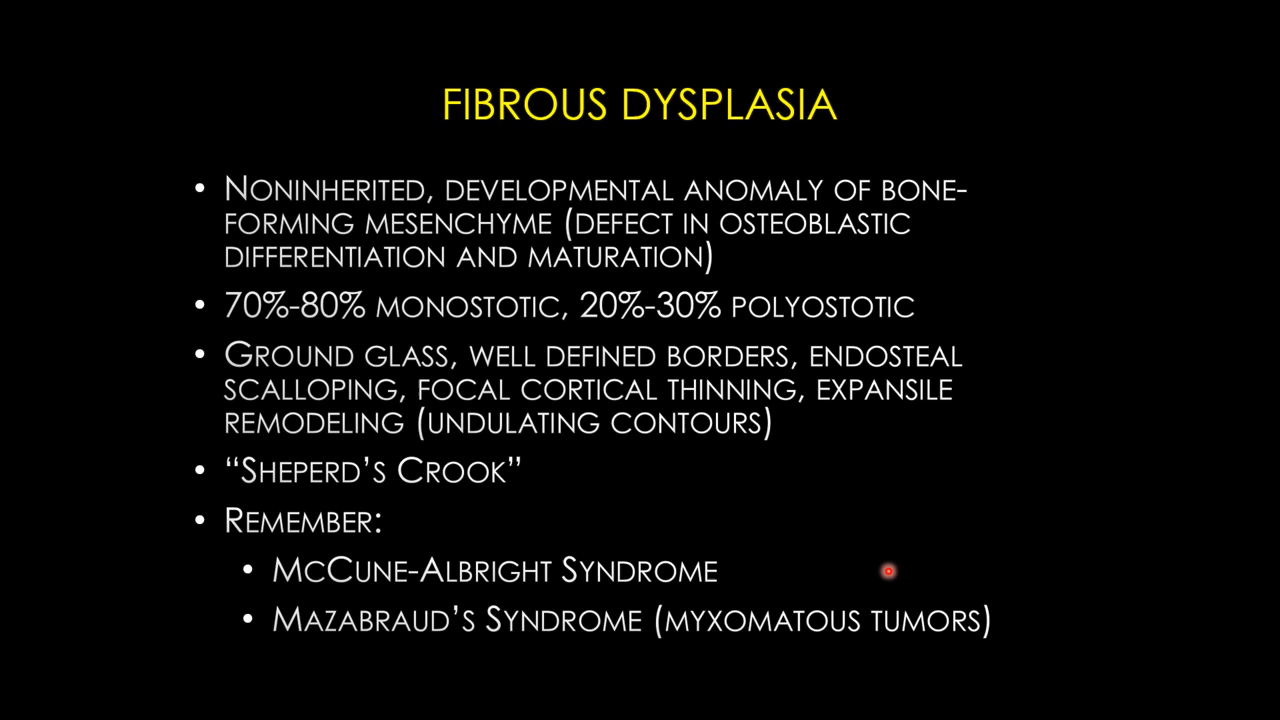 FIBROUS DYSPLASIA
• NONINHERITED, DEVELOPMENTAL ANOMALY OF BONE-
FORMING MESENCHYME (DEFECT IN OSTEOBLASTIC
DIFFERENTIATION AND MATURATION)
• 70%-80% MONOSTOTIC, 20%-30% POLYOSTOTIC
• GROUND GLASS, WELL DEFINED BORDERS, ENDOSTEAL
SCALLOPING, FOCAL CORTICAL THINNING, EXPANSILE
REMODELING (UNDULATING CONTOURS)
• “SHEPERD’S CROOK”
• REMEMBER:
• MCCUNE-ALBRIGHT SYNDROME
• MAZABRAUD’S SYNDROME (MYXOMATOUS TUMORS)